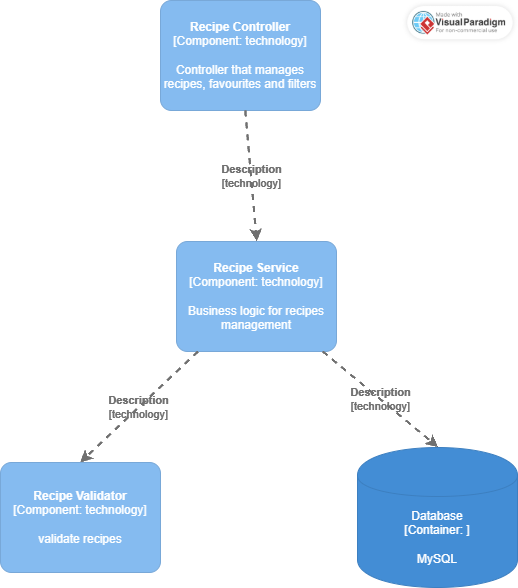 Made with
Visual Paradigm
For non-commercial use
Recipe Controller
[Component: technology]
Controller that manages
recipes, favourites and filters
Description
[technology]
Recipe Service
[Component: technology]
Business logic for recipes
management
Description
[technology]
Description
[technology]
Recipe Validator
[Component: technology]
validate recipes
Database
[Container: ]
MySQL